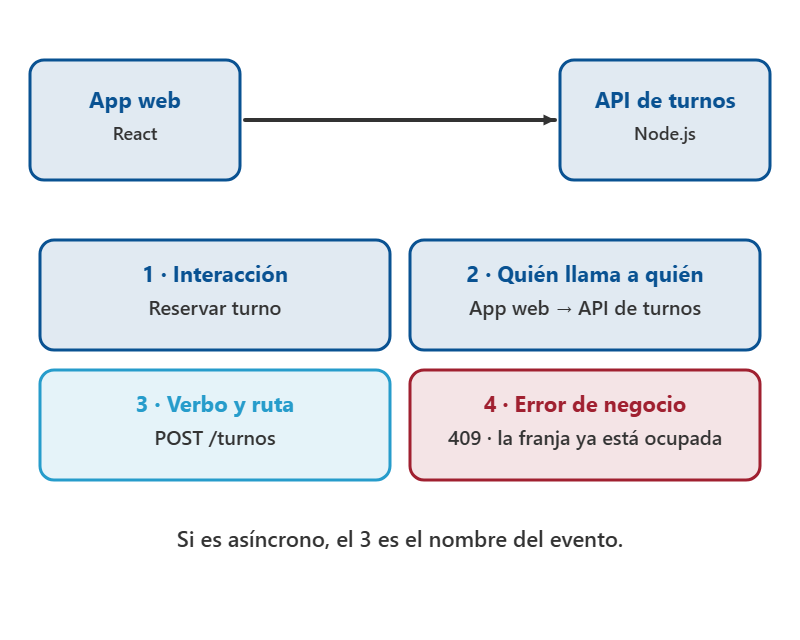 App web
React
API de turnos
Node.js
1 · Interacción
Reservar turno
2 · Quién llama a quién
App web → API de turnos
3 · Verbo y ruta
POST /turnos
4 · Error de negocio
409 · la franja ya está ocupada
Si es asíncrono, el 3 es el nombre del evento.